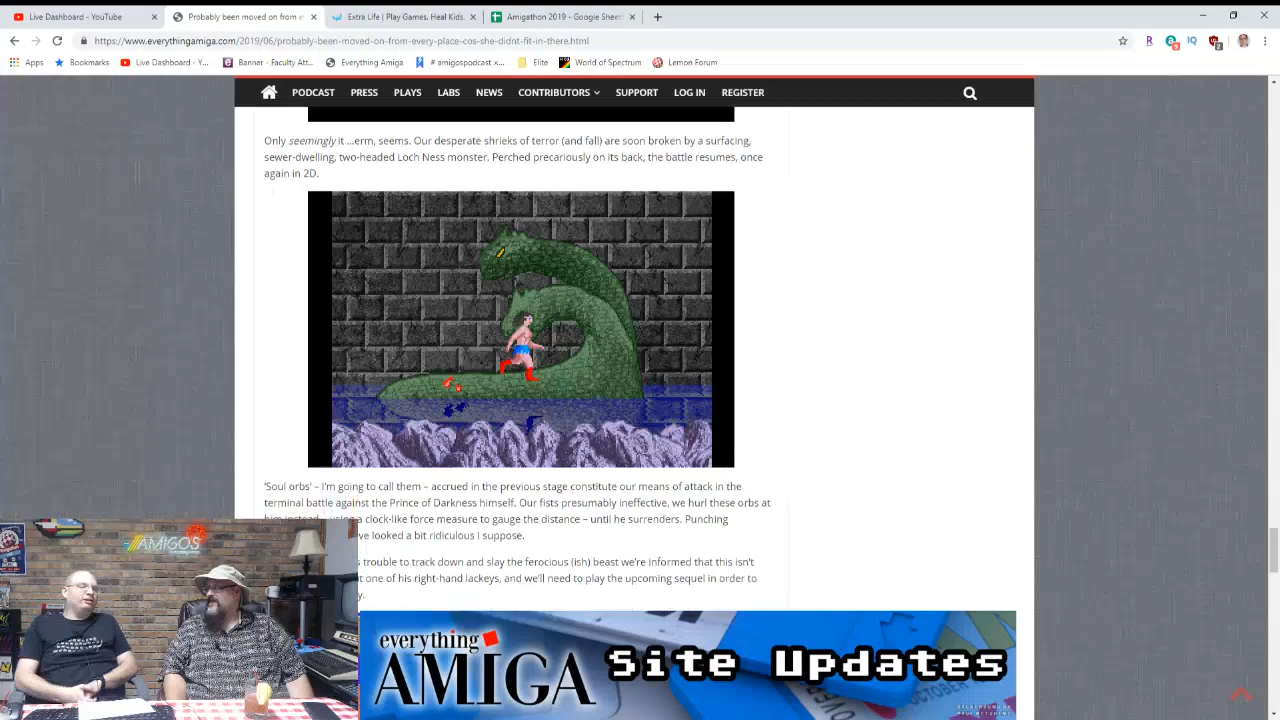 Live Dashboard - YouTube
Probably been moved on from e
Extra Life | Play Games. Heal Kids.
Amigathon 2019 - Google Sheet
https://www.everythingamiga.com/2019/06/probably-been-moved-on-from-every-place-cos-she-didnt-fit-in-there.html
Apps Bookmarks Live Dashboard - Y... Banner - Faculty Att... Everything Amiga # amigospodcast x... Elite World of Spectrum Lemon Forum
PODCAST PRESS PLAYS LABS NEWS CONTRIBUTORS SUPPORT LOG IN REGISTER
Only seemingly it ...erm, seems. Our desperate shrieks of terror (and fall) are soon broken by a surfacing,
sewer-dwelling, two-headed Loch Ness monster. Perched precariously on its back, the battle resumes, once
again in 2D.
'Soul orbs' – I'm going to call them – accrued in the previous stage constitute our means of attack in the
terminal battle against the Prince of Darkness himself. Our fists presumably ineffective, we hurl these orbs at
a clock-like force measure to gauge the distance – until he surrenders. Punching
looked a bit ridiculous I suppose.
trouble to track down and slay the ferocious (ish) beast we're informed that this isn't
one of his right-hand lackeys, and we'll need to play the upcoming sequel in order to
AMIGOS
everything
AMIGA
Site Updates
OCTOBER